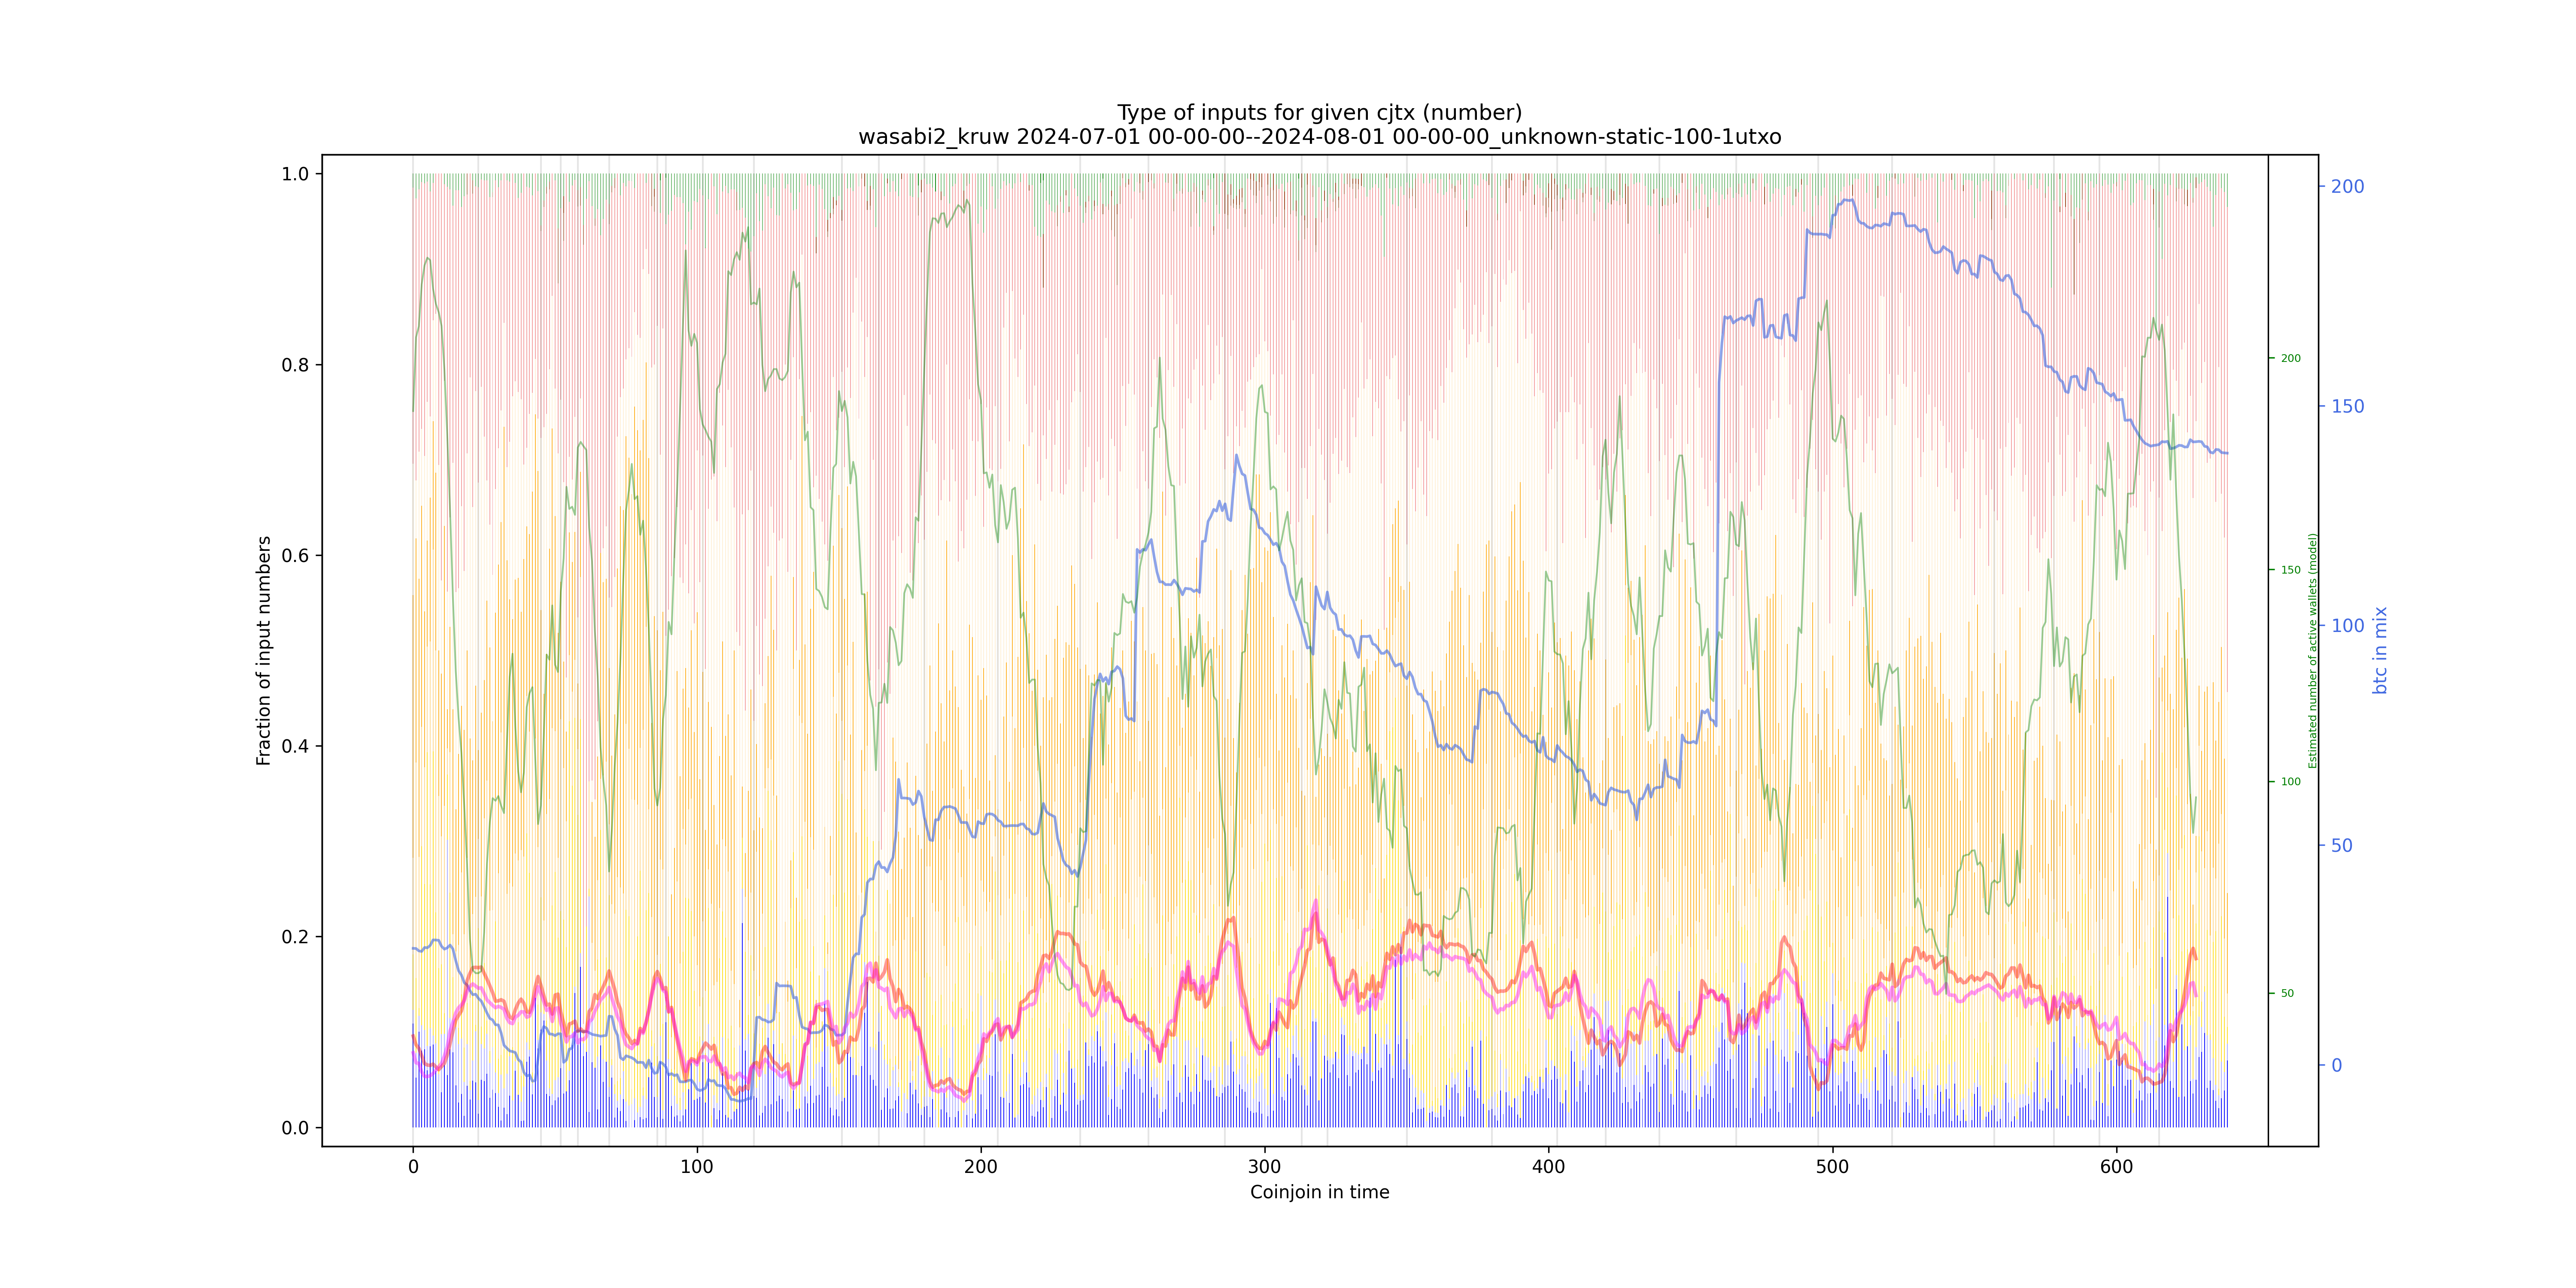 Type of inputs for given cjtx (number)
wasabi2_kruw 2024-07-01 00-00-00--2024-08-01 00-00-00_unknown-static-100-1utxo
Fraction of input numbers
1.0
0.8
0.6
0.4
0.2
0.0
0 100 200 300 400 500 600
Coinjoin in time
200
150
100
50
Estimated number of active wallets (model)
200
150
100
50
0
btc in mix